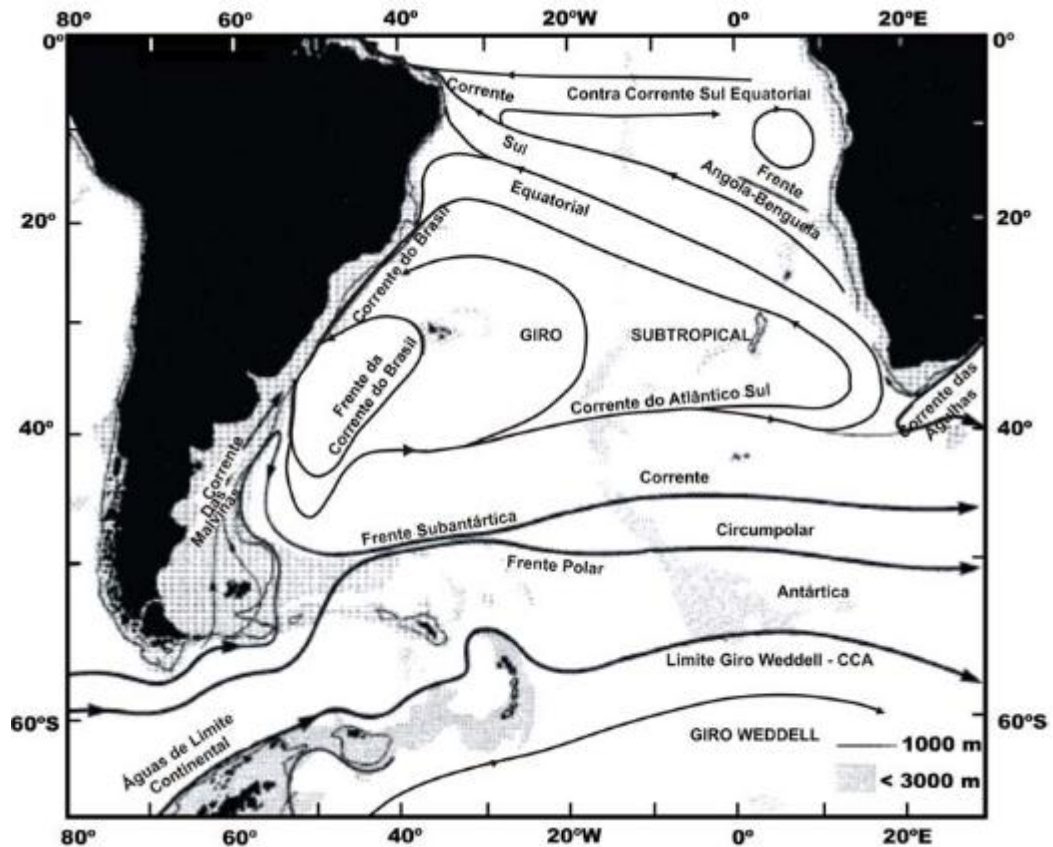 80º 60º 40º 20ºW 0º 20ºE
0º 0º
Corrente
Contra Corrente Sul Equatorial
Sul
Frente
Angola-Benguela
Equatorial
20º 20º
Corrente do Brasil
GIRO SUBTROPICAL
Frente da
Corrente do Brasil
Corrente do Atlântico Sul
Corrente das
Agolhas
40º 40º
Corrente
Das
Malvinas
Corrente
Frente Subantártica
Circumpolar
Frente Polar
Antártica
Limite Giro Weddell - CCA
60ºS 60ºS
Águas de Limite
Continental
GIRO WEDDELL
1000 m
< 3000 m
80º 60º 40º 20ºW 0º 20ºE